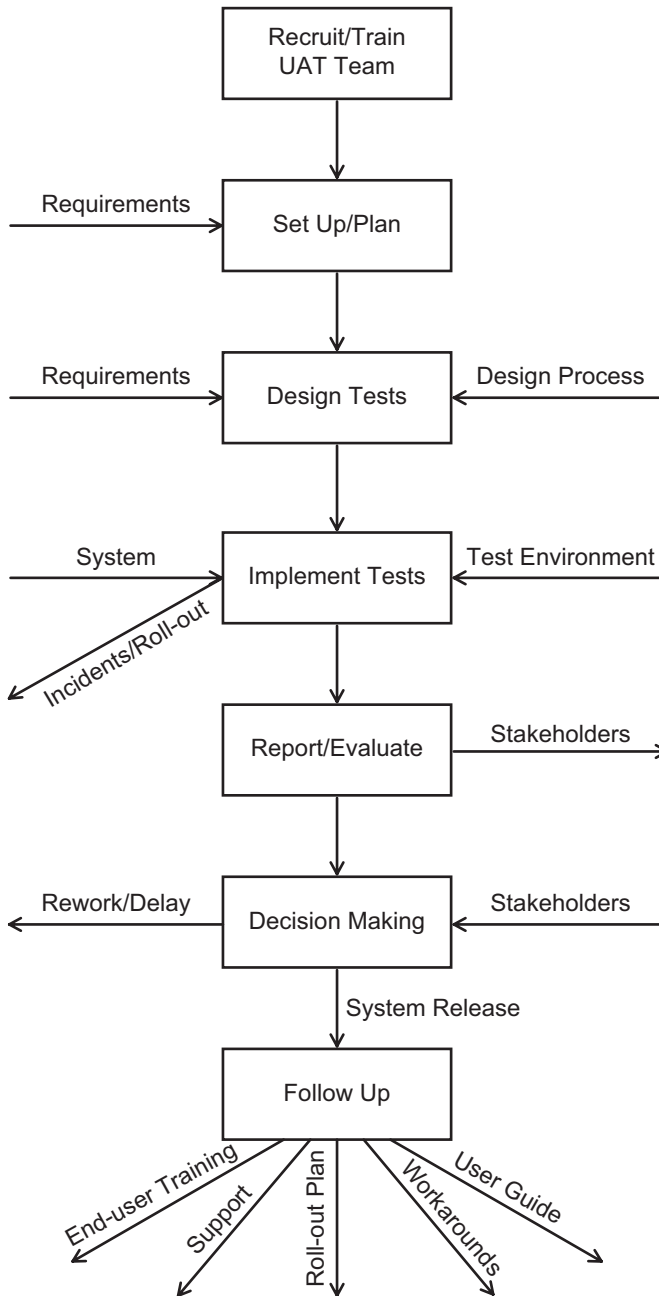 Recruit/Train
UAT Team
Requirements
Set Up/Plan
Requirements
Design Tests
Design Process
System
Implement Tests
Test Environment
Incidents/Roll-out
Report/Evaluate
Stakeholders
Rework/Delay
Decision Making
Stakeholders
System Release
Follow Up
End-user Training
Support
Roll-out Plan
Workarounds
User Guide